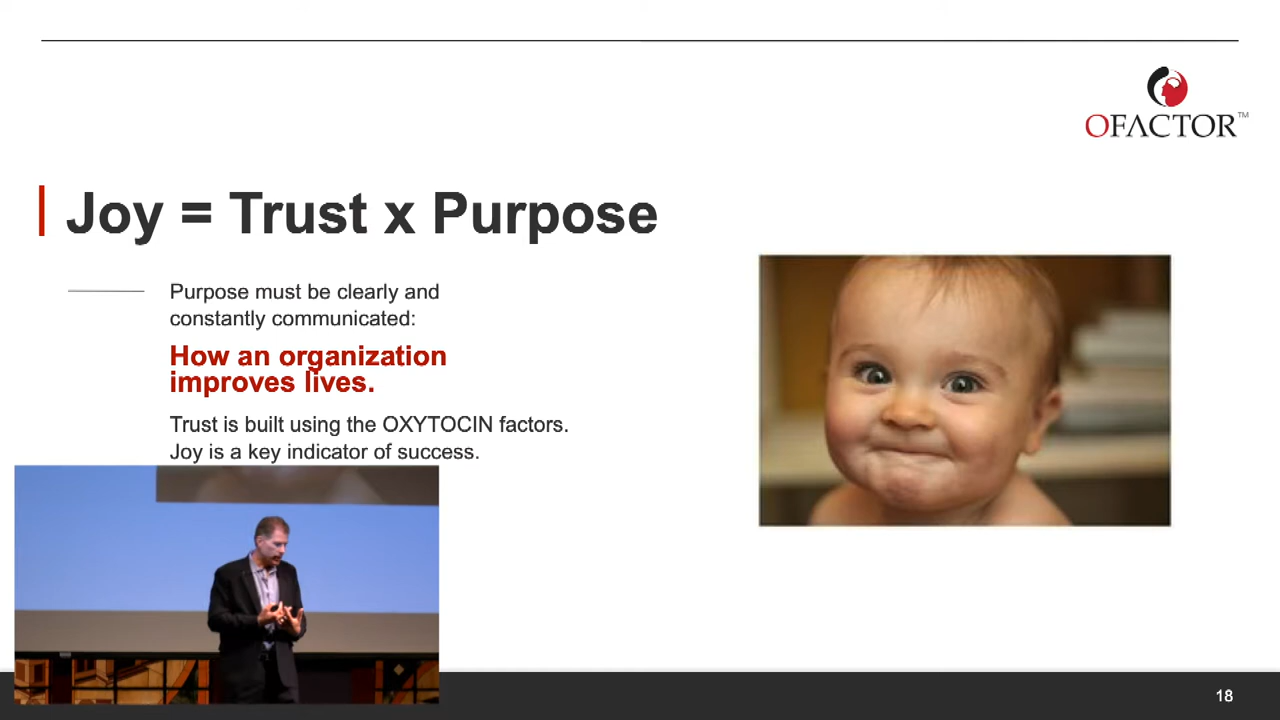 OFACTOR™
Joy = Trust x Purpose
Purpose must be clearly and
constantly communicated:
How an organization
improves lives.
Trust is built using the OXYTOCIN factors.
Joy is a key indicator of success.
18